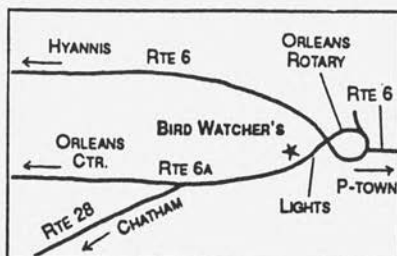 HYANNIS
RTE 6
ORLEANS
ROTARY
RTE 6
ORLEANS
CTR.
BIRD WATCHER'S
RTE 6A
P-TOWN
LIGHTS
RTE 28
CHATHAM